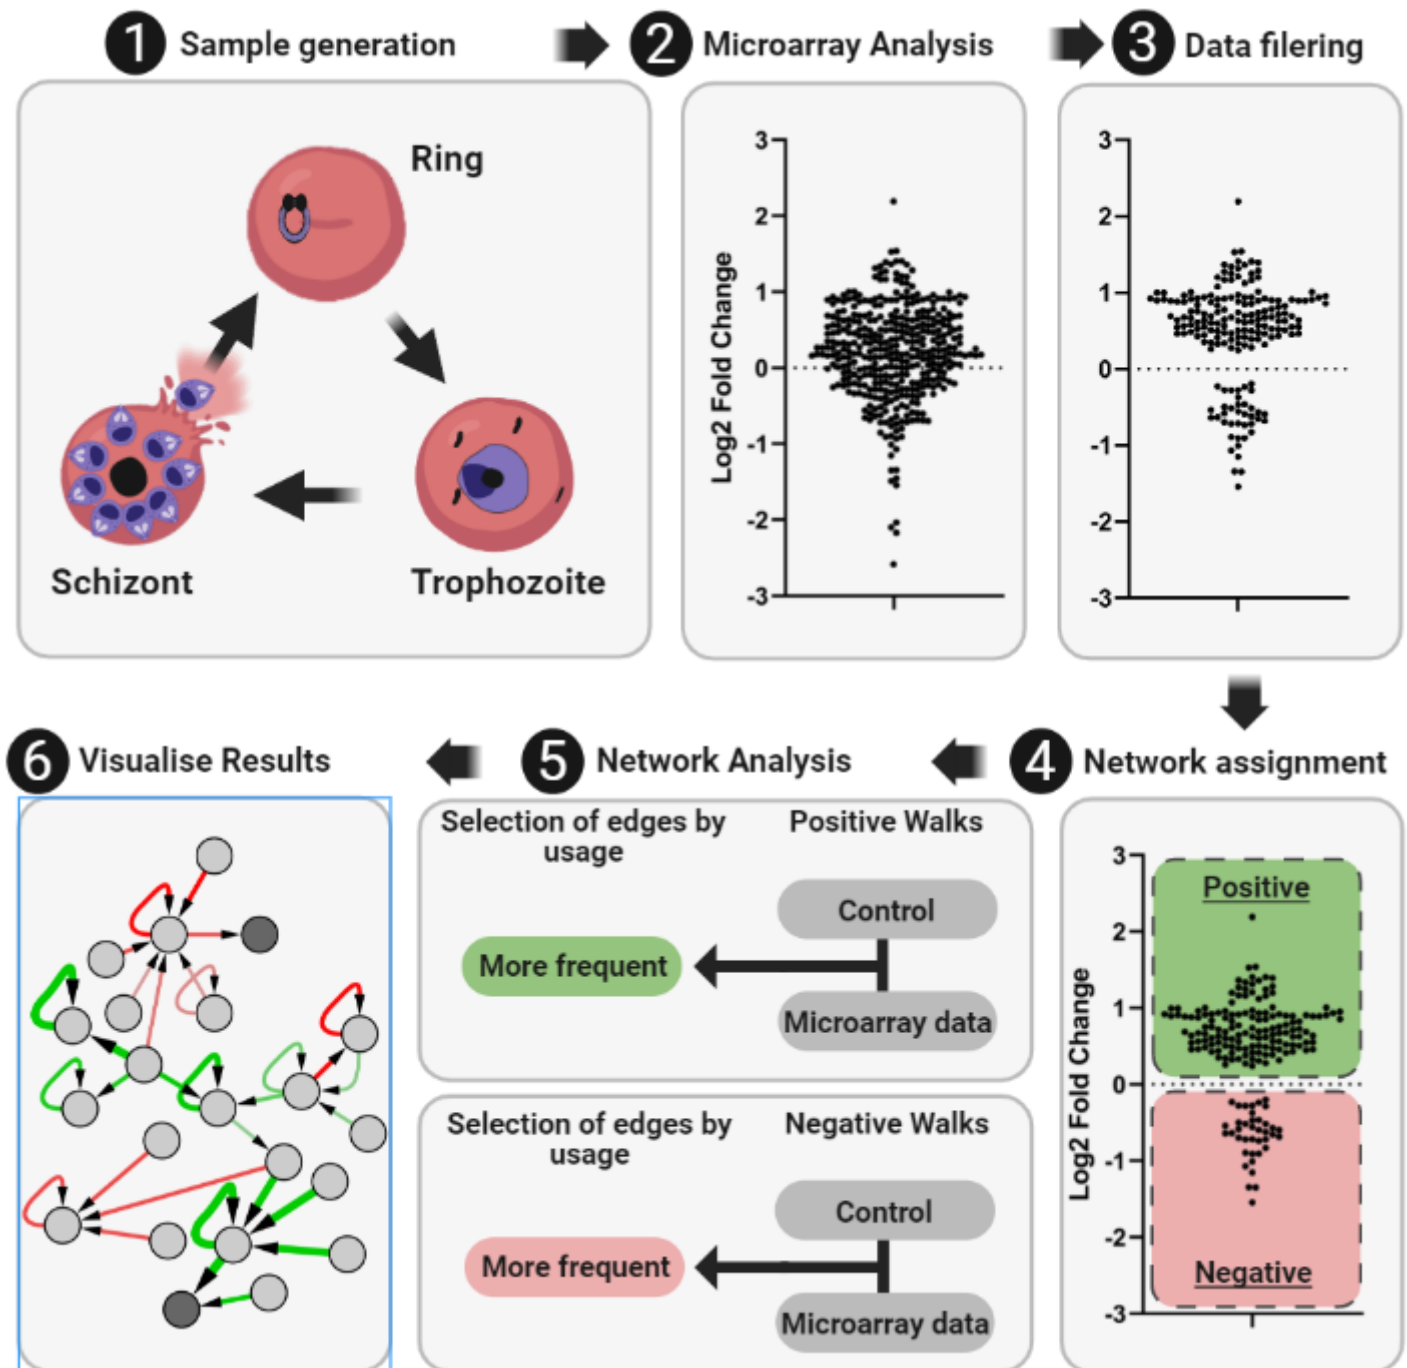 1 Sample generation
2 Microarray Analysis
3 Data filering
Ring
Schizont
Trophozoite
Log2 Fold Change
3
2
1
0
-1
-2
-3
3
2
1
0
-1
-2
-3
6 Visualise Results
5 Network Analysis
4 Network assignment
Selection of edges by
usage
Positive Walks
Control
More frequent
Microarray data
Selection of edges by
usage
Negative Walks
Control
More frequent
Microarray data
Log2 Fold Change
3
2
1
0
-1
-2
-3
Positive
Negative